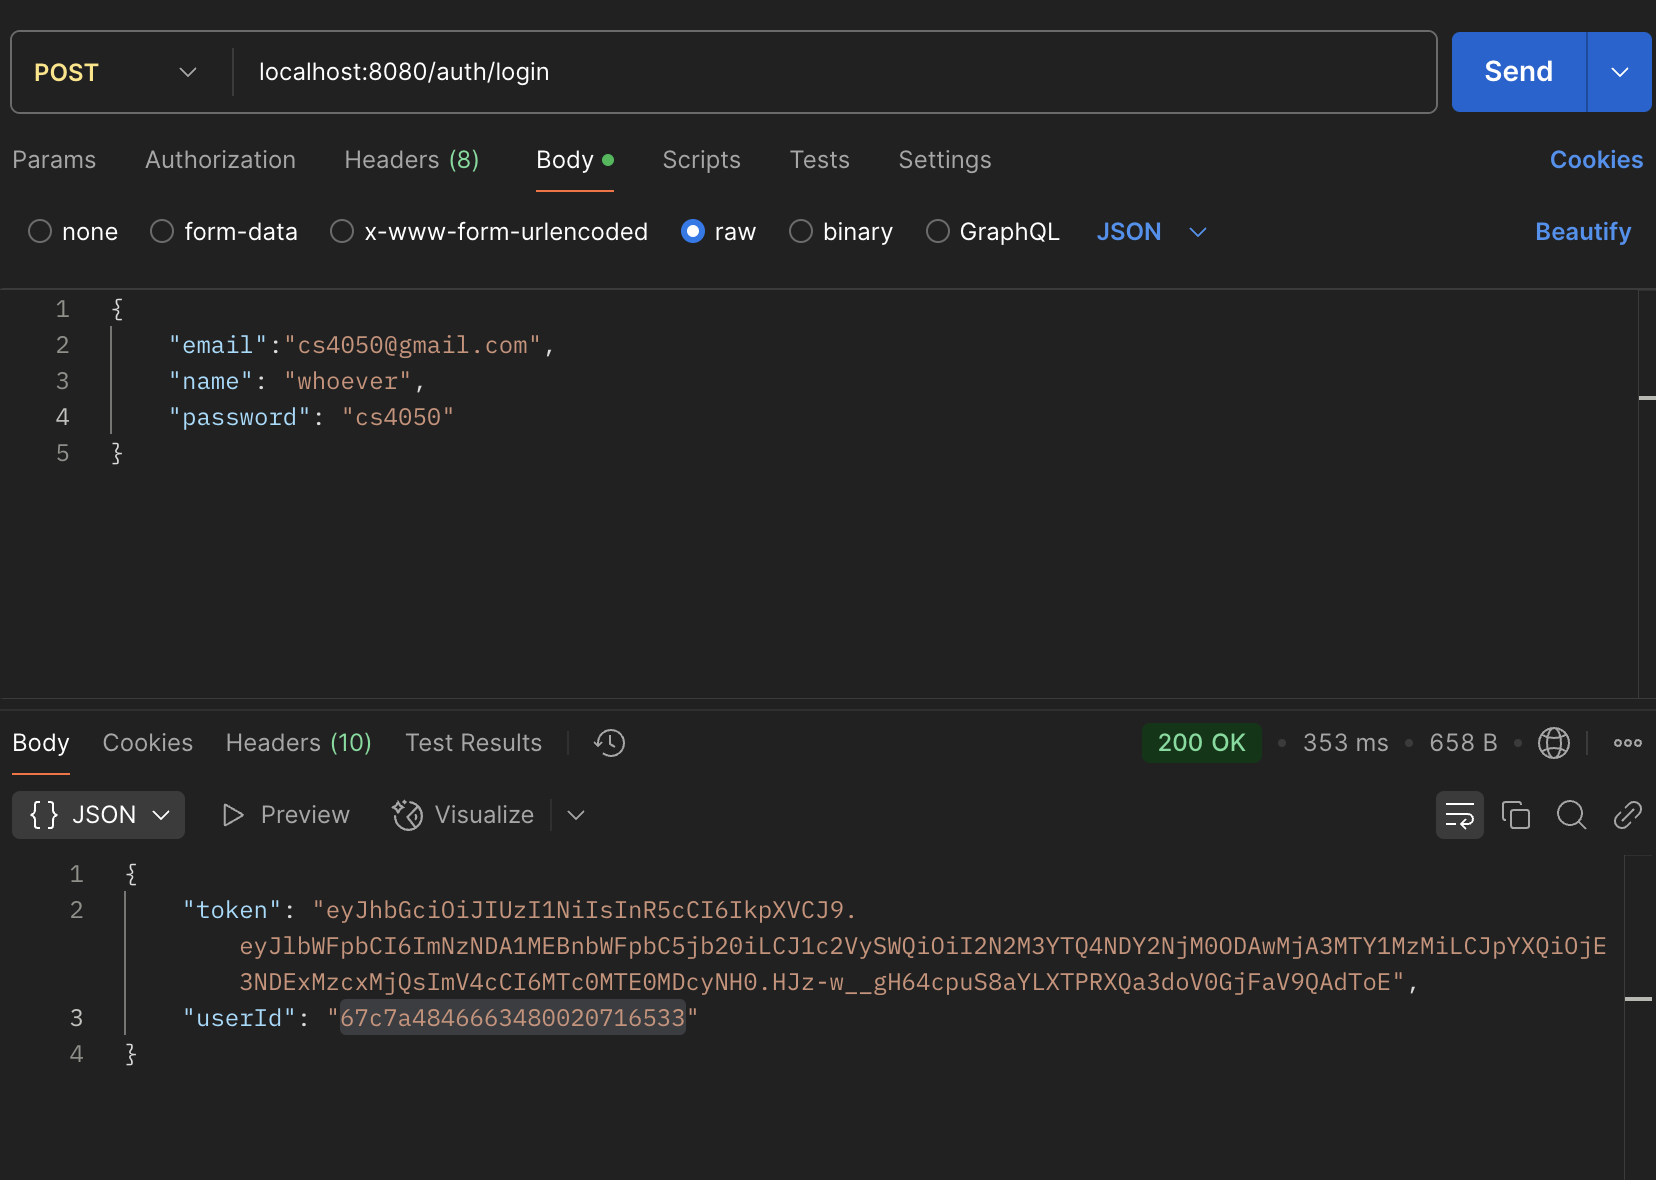 POST localhost:8080/auth/login Send
Params Authorization Headers (8) Body Scripts Tests Settings Cookies
none form-data x-www-form-urlencoded raw binary GraphQL JSON Beautify
1 {
2 "email":"cs4050@gmail.com",
3 "name": "whoever",
4 "password": "cs4050"
5 }
Body Cookies Headers (10) Test Results 200 OK • 353 ms • 658 B •
{} JSON Preview Visualize
1 {
2 "token": "eyJhbGciOiJIUzI1NiIsInR5cCI6IkpXVCJ9.
eyJlbWFpbCI6ImNzNDA1MEBnbWFpbC5jb20iLCJ1c2VySWQiOiI2N2M3YTQ4NDY2NjM0ODAwMjA3MTY1MzMiLCJpYXQiOjE
3NDExMzcxMjQsImV4cCI6MTc0MTE0MDcyNH0.HJz-w__gH64cpuS8aYLXTPRXQa3doV0GjFaV9QAdToE",
3 "userId": "67c7a4846663480020716533"
4 }